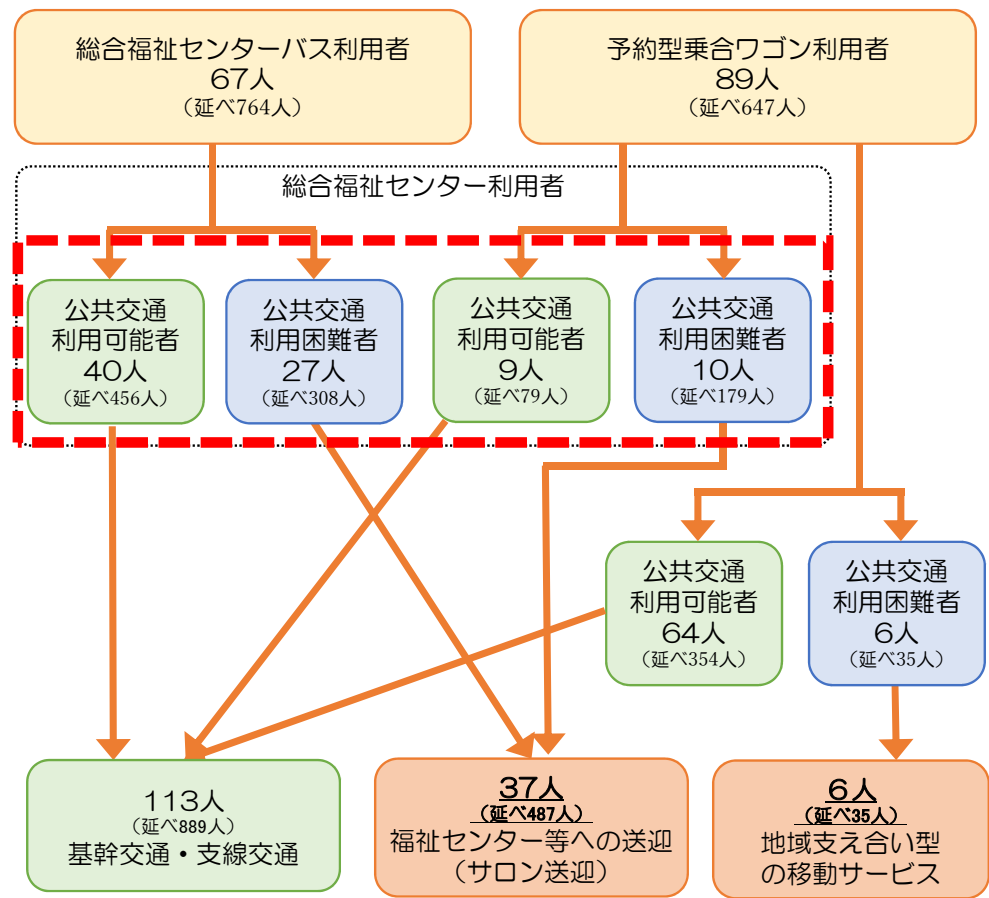 総合福祉センターバス利用者
67人
（延べ764人）
予約型乗合ワゴン利用者
89人
（延べ647人）
総合福祉センター利用者
公共交通
利用可能者
40人
（延べ456人）
公共交通
利用困難者
27人
（延べ308人）
公共交通
利用可能者
9人
（延べ79人）
公共交通
利用困難者
10人
（延べ179人）
公共交通
利用可能者
64人
（延べ354人）
公共交通
利用困難者
6人
（延べ35人）
113人
（延べ889人）
基幹交通・支線交通
37人
（延べ487人）
福祉センター等への送迎
（サロン送迎）
6人
（延べ35人）
地域支え合い型
の移動サービス